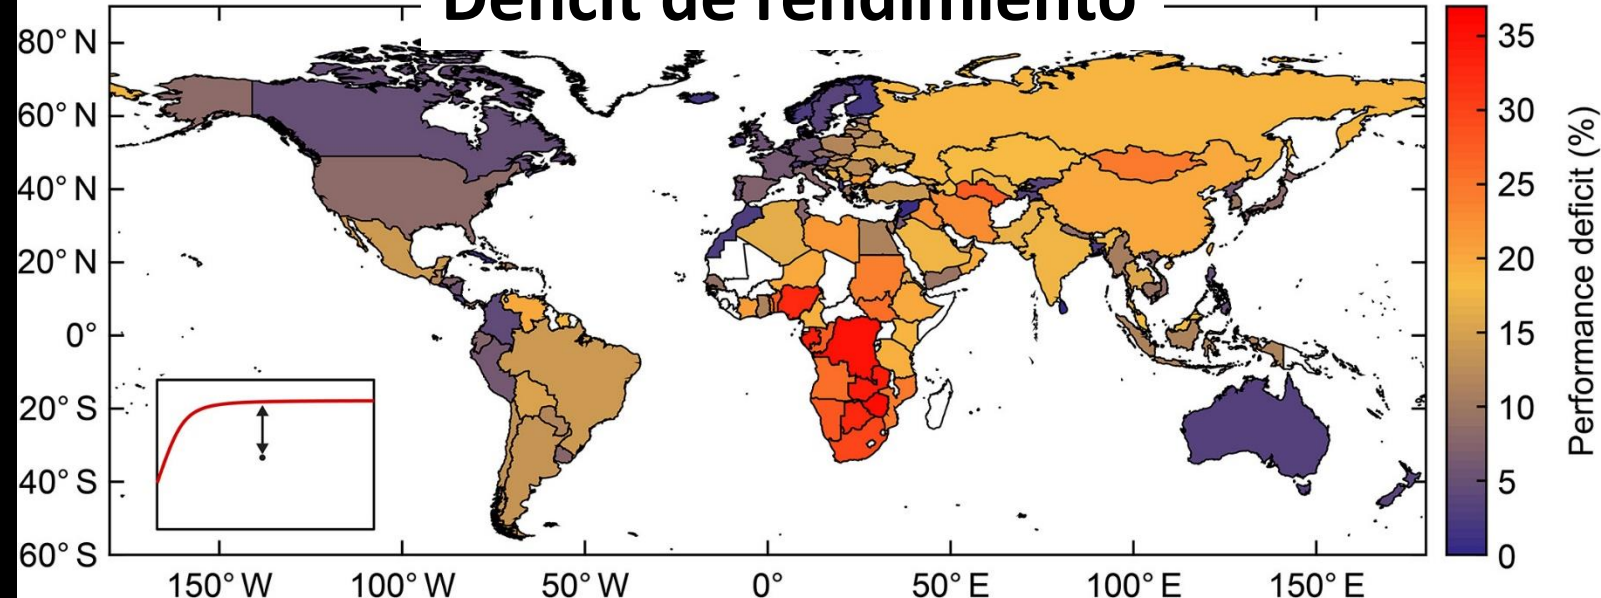 Déficit de rendimiento
80° N
60° N
40° N
20° N
0°
20° S
40° S
60° S
150° W
100° W
50° W
0°
50° E
100° E
150° E
35
30
25
20
15
10
5
0
Performance deficit (%)